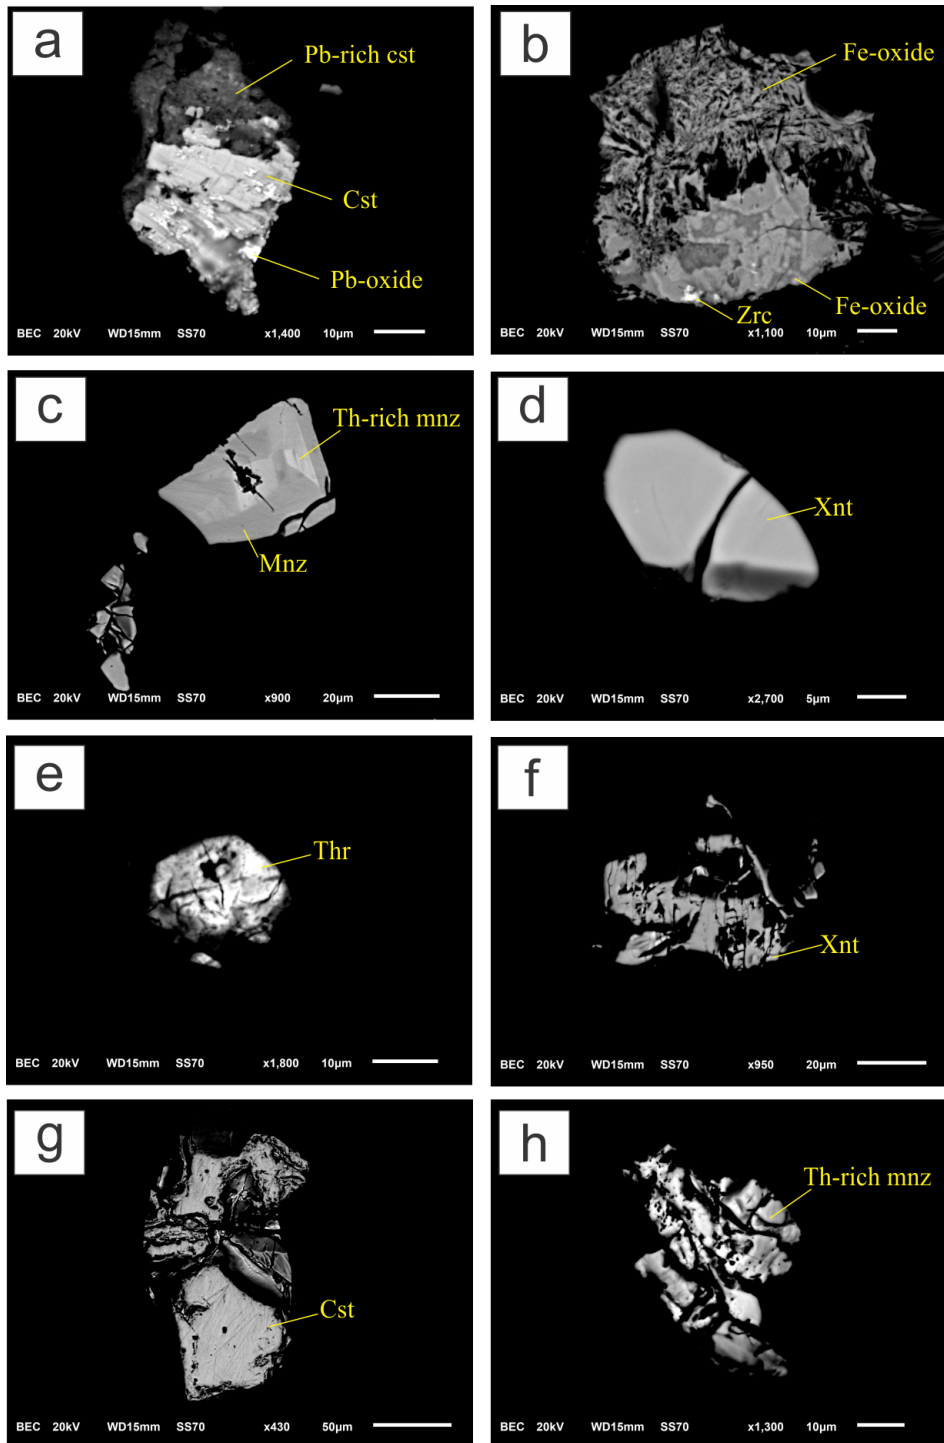 a
Pb-rich cst
Cst
Pb-oxide
BEC 20kV WD15mm SS70 x1,400 10µm
b
Fe-oxide
Zrc
Fe-oxide
BEC 20kV WD15mm SS70 x1,100 10µm
c
Th-rich mnz
Mnz
BEC 20kV WD15mm SS70 x900 20µm
d
Xnt
BEC 20kV WD15mm SS70 x2,700 5µm
e
Thr
BEC 20kV WD15mm SS70 x1,800 10µm
f
Xnt
BEC 20kV WD15mm SS70 x950 20µm
g
Cst
BEC 20kV WD15mm SS70 x430 50µm
h
Th-rich mnz
BEC 20kV WD15mm SS70 x1,300 10µm